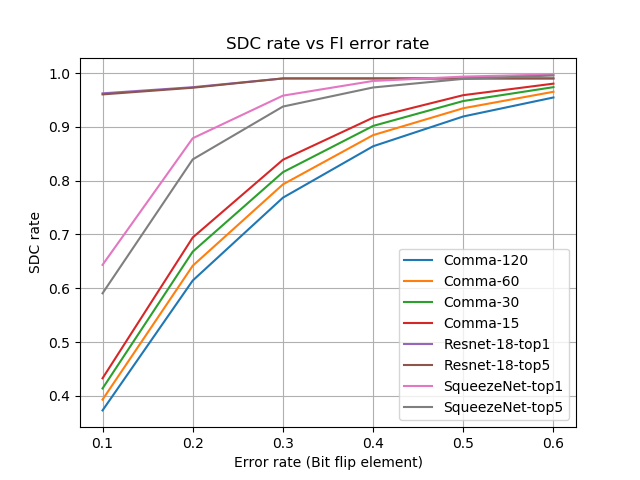 SDC rate vs FI error rate
SDC rate
1.0
0.9
0.8
0.7
0.6
0.5
0.4
Comma-120
Comma-60
Comma-30
Comma-15
Resnet-18-top1
Resnet-18-top5
SqueezeNet-top1
SqueezeNet-top5
0.1 0.2 0.3 0.4 0.5 0.6
Error rate (Bit flip element)